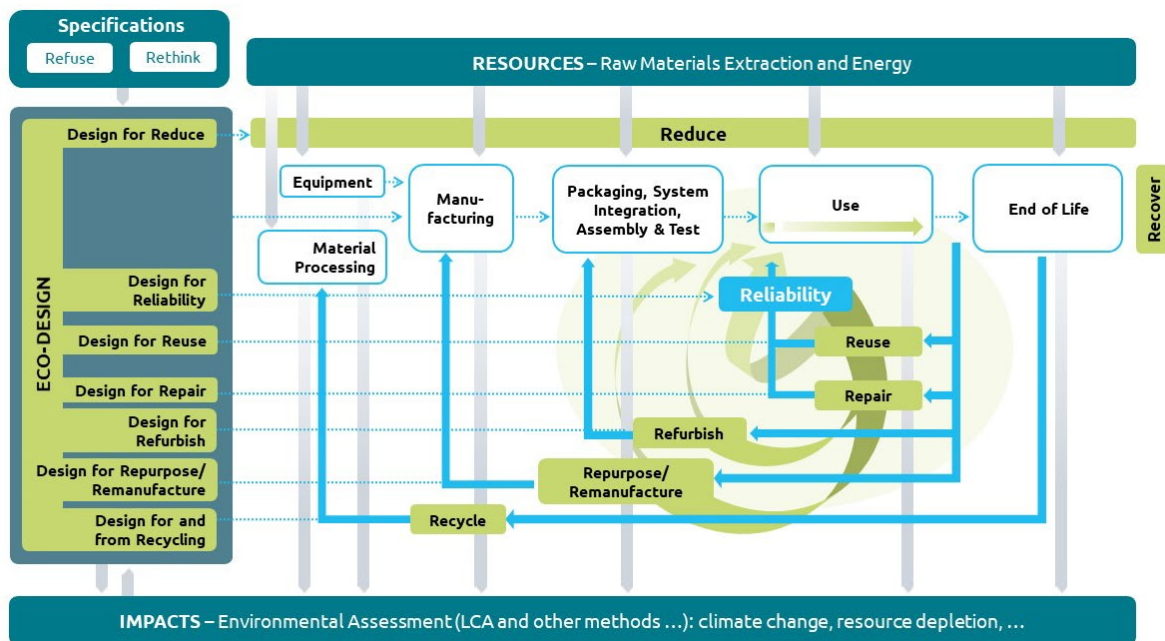 Specifications
Refuse
Rethink
RESOURCES – Raw Materials Extraction and Energy
ECO-DESIGN
Design for Reduce
Reduce
Equipment
Manu-
facturing
Packaging, System
Integration,
Assembly & Test
Use
End of Life
Recover
Material
Processing
Design for
Reliability
Reliability
Design for Reuse
Reuse
Design for Repair
Repair
Design for
Refurbish
Refurbish
Design for Repurpose/
Remanufacture
Repurpose/
Remanufacture
Design for and
from Recycling
Recycle
IMPACTS – Environmental Assessment (LCA and other methods ...): climate change, resource depletion, ...